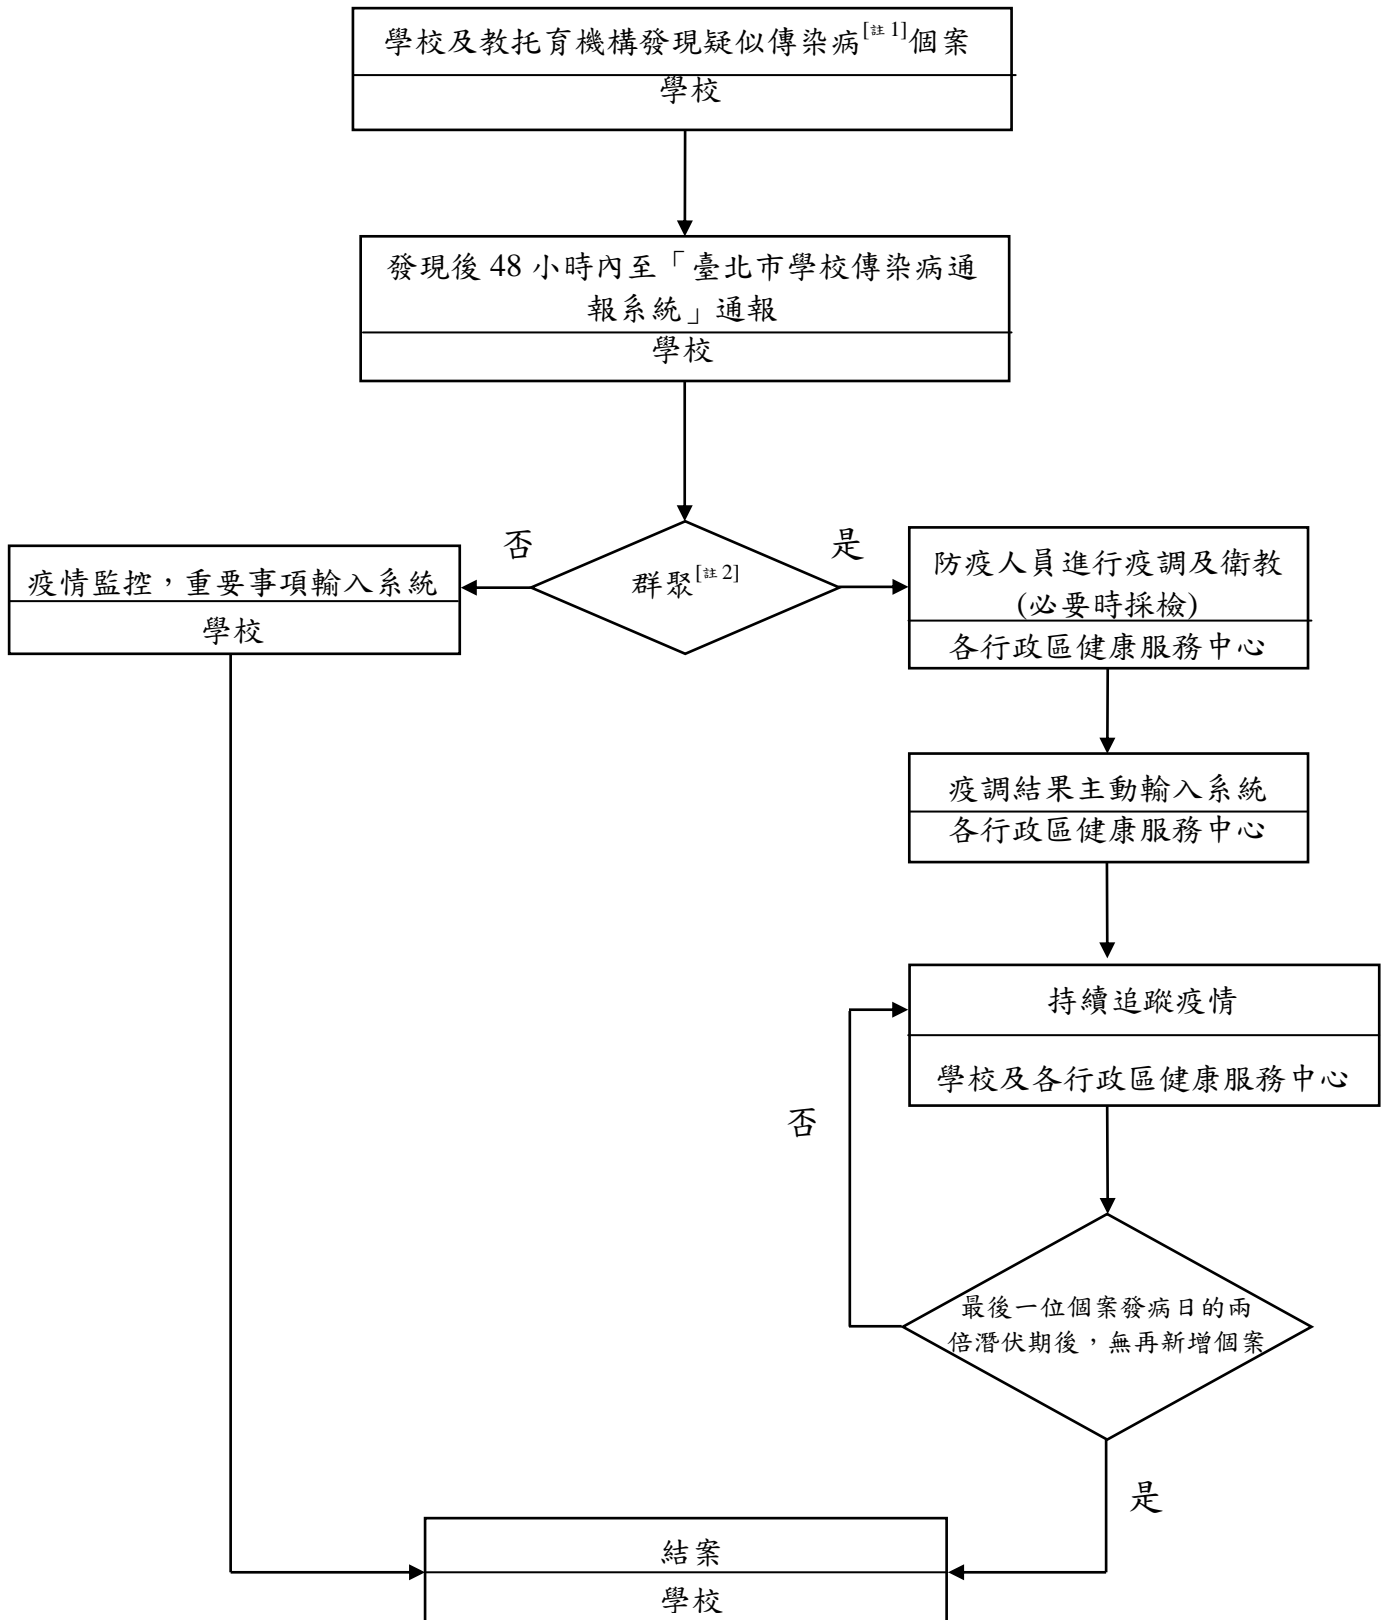 學校及教托育機構發現疑似傳染病[註 1]個案
學校
發現後 48 小時內至「臺北市學校傳染病通
報系統」通報
學校
否
是
群聚[註 2]
疫情監控，重要事項輸入系統
學校
防疫人員進行疫調及衛教
(必要時採檢)
各行政區健康服務中心
疫調結果主動輸入系統
各行政區健康服務中心
持續追蹤疫情
學校及各行政區健康服務中心
否
最後一位個案發病日的兩
倍潛伏期後，無再新增個案
是
結案
學校